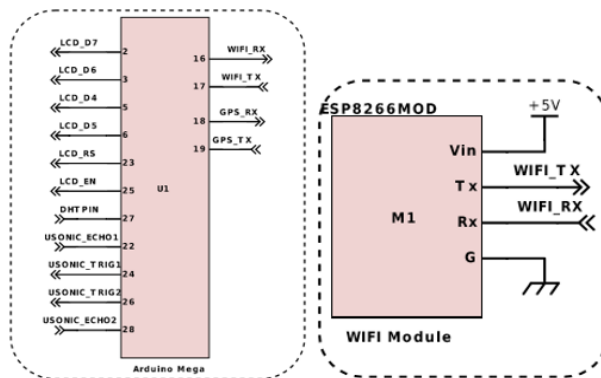 LCD_D7
2
LCD_D6
3
LCD_D4
5
LCD_D5
6
LCD_RS
23
LCD_EN
25
DHTPIN
27
USONIC_ECHO1
22
USONIC_TRIG1
24
USONIC_TRIG2
26
USONIC_ECHO2
28
U1
16
WIFI_RX
17
WIFI_TX
18
GPS_RX
19
GPS_TX
Arduino Mega
ESP8266MOD
+5V
Vin
Tx
WIFI_TX
Rx
WIFI_RX
G
M1
WIFI Module